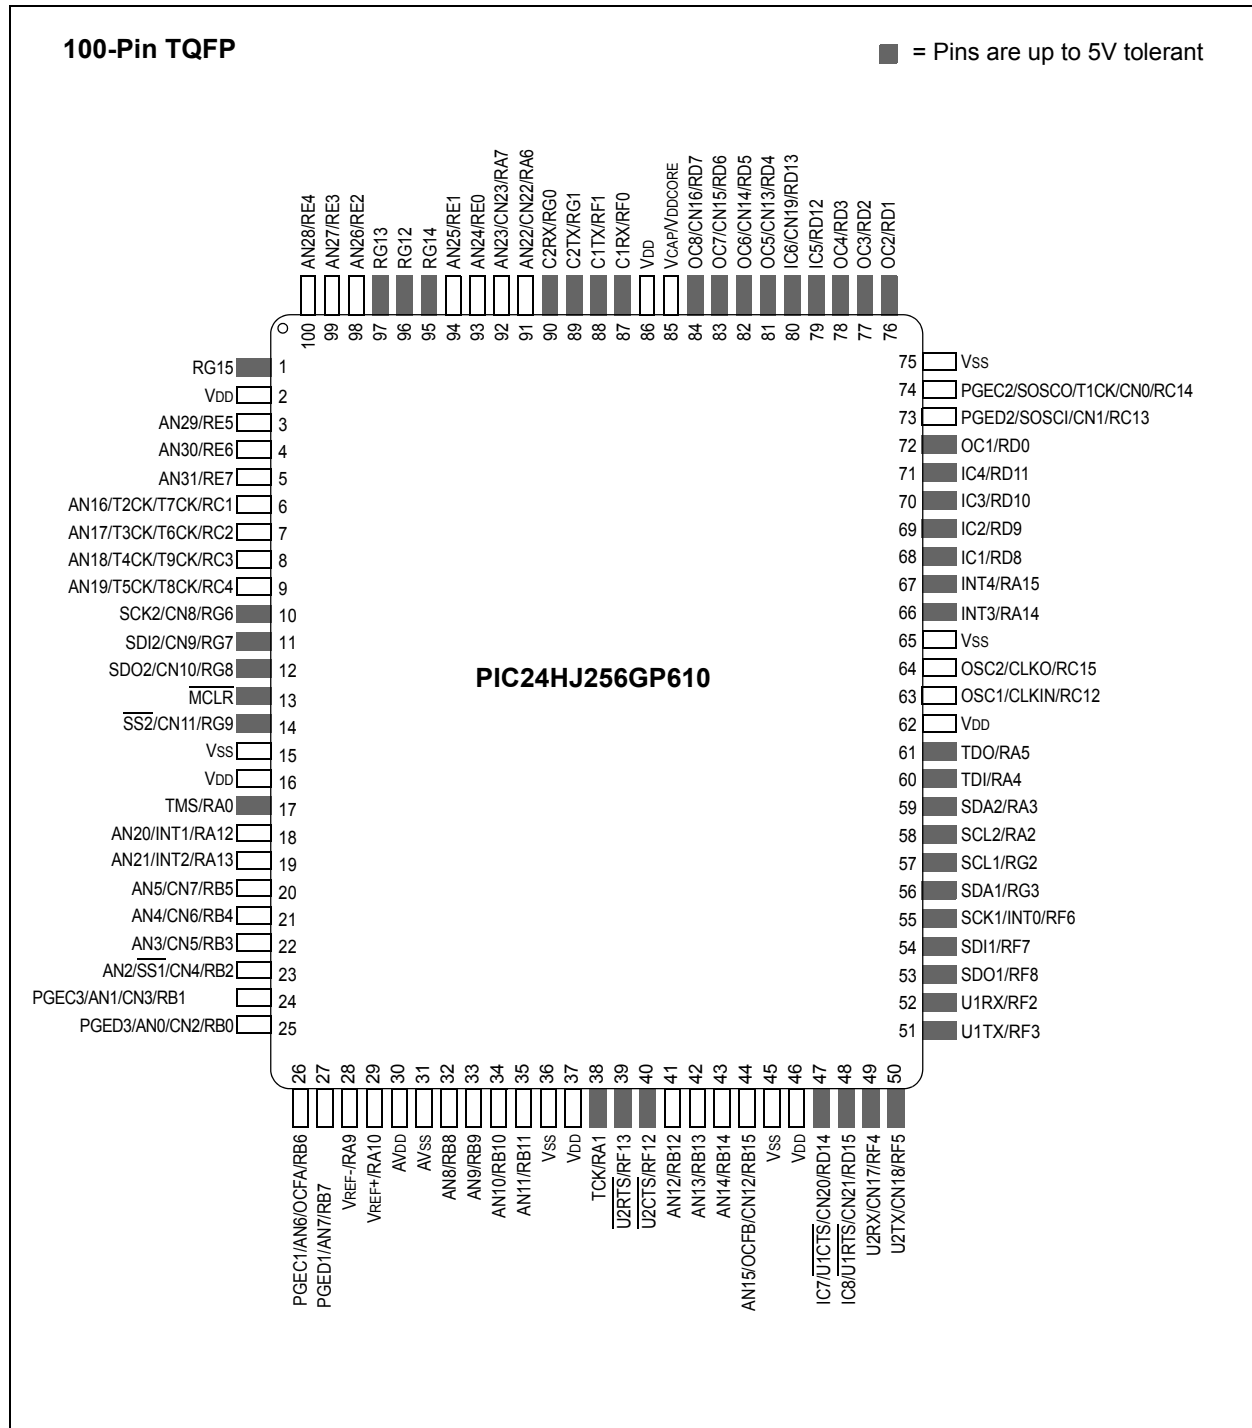 100-Pin TQFP
= Pins are up to 5V tolerant
AN28/RE4
AN27/RE3
AN26/RE2
RG13
RG12
RG14
AN25/RE1
AN24/RE0
AN23/CN23/RA7
AN22/CN22/RA6
C2RX/RG0
C2TX/RG1
C1TX/RF1
C1RX/RF0
VDD
VCAP/VDDCORE
OC8/CN16/RD7
OC7/CN15/RD6
OC6/CN14/RD5
OC5/CN13/RD4
IC6/CN19/RD13
IC5/RD12
OC4/RD3
OC3/RD2
OC2/RD1
100 99 98 97 96 95 94 93 92 91 90 89 88 87 86 85 84 83 82 81 80 79 78 77 76
RG15 1
VDD 2
AN29/RE5 3
AN30/RE6 4
AN31/RE7 5
AN16/T2CK/T7CK/RC1 6
AN17/T3CK/T6CK/RC2 7
AN18/T4CK/T9CK/RC3 8
AN19/T5CK/T8CK/RC4 9
SCK2/CN8/RG6 10
SDI2/CN9/RG7 11
SDO2/CN10/RG8 12
MCLR 13
SS2/CN11/RG9 14
VSS 15
VDD 16
TMS/RA0 17
AN20/INT1/RA12 18
AN21/INT2/RA13 19
AN5/CN7/RB5 20
AN4/CN6/RB4 21
AN3/CN5/RB3 22
AN2/SS1/CN4/RB2 23
PGEC3/AN1/CN3/RB1 24
PGED3/AN0/CN2/RB0 25
PIC24HJ256GP610
75 VSS
74 PGEC2/SOSCO/T1CK/CN0/RC14
73 PGED2/SOSCI/CN1/RC13
72 OC1/RD0
71 IC4/RD11
70 IC3/RD10
69 IC2/RD9
68 IC1/RD8
67 INT4/RA15
66 INT3/RA14
65 VSS
64 OSC2/CLKO/RC15
63 OSC1/CLKIN/RC12
62 VDD
61 TDO/RA5
60 TDI/RA4
59 SDA2/RA3
58 SCL2/RA2
57 SCL1/RG2
56 SDA1/RG3
55 SCK1/INT0/RF6
54 SDI1/RF7
53 SDO1/RF8
52 U1RX/RF2
51 U1TX/RF3
26 27 28 29 30 31 32 33 34 35 36 37 38 39 40 41 42 43 44 45 46 47 48 49 50
PGEC1/AN6/OCFA/RB6
PGED1/AN7/RB7
VREF-/RA9
VREF+/RA10
AVDD
AVSS
AN8/RB8
AN9/RB9
AN10/RB10
AN11/RB11
VSS
VDD
TCK/RA1
U2RTS/RF13
U2CTS/RF12
AN12/RB12
AN13/RB13
AN14/RB14
AN15/OCFB/CN12/RB15
VSS
VDD
IC7/U1CTS/CN20/RD14
IC8/U1RTS/CN21/RD15
U2RX/CN17/RF4
U2TX/CN18/RF5